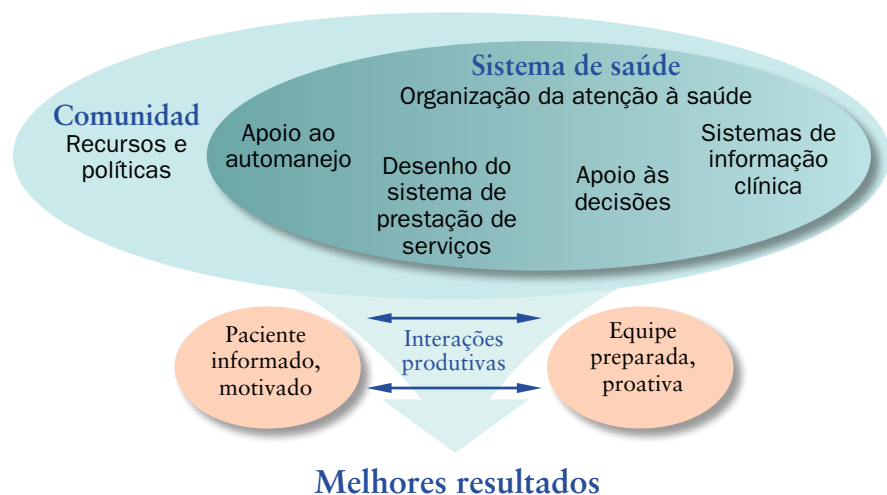 Sistema de saúde
Organização da atenção à saúde
Comunidad
Recursos e
políticas
Apoio ao
automanejo
Desenho do
sistema de
prestação de
serviços
Apoio às
decisões
Sistemas de
informação
clínica
Paciente
informado,
motivado
Interações
produtivas
Equipe
preparada,
proativa
Melhores resultados